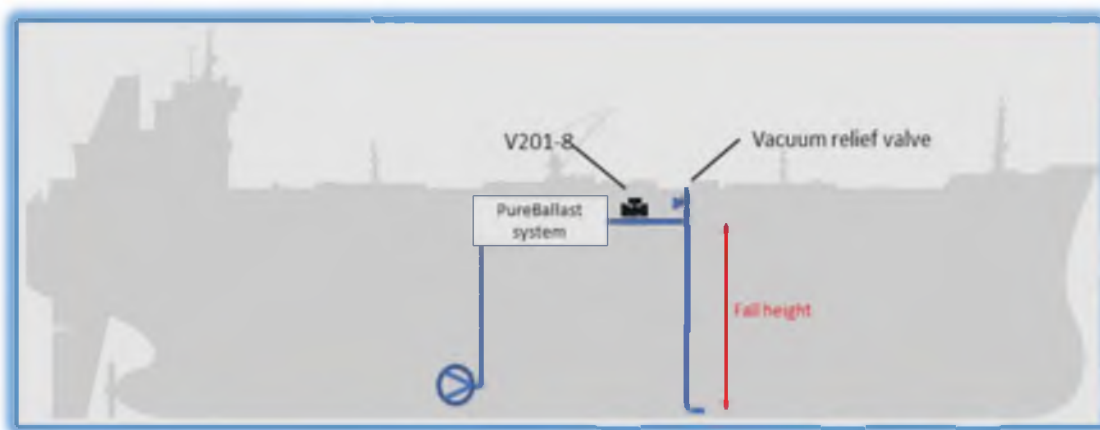 V201-8
Vacuum relief valve
PureBallast
system
Fall height